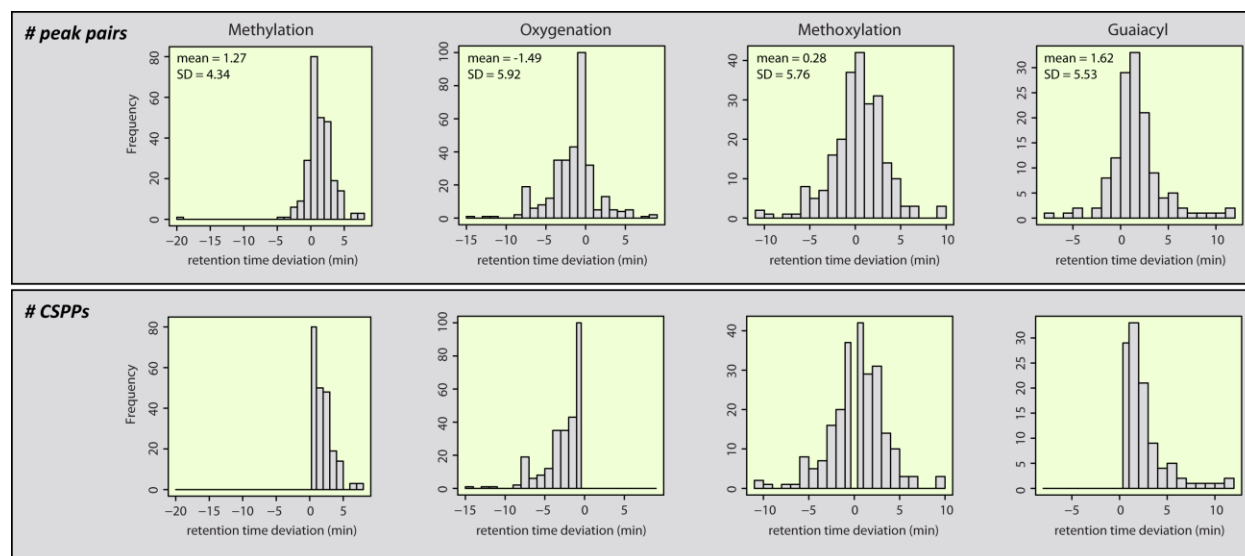 # peak pairs
Methylation
Oxygenation
Methoxylation
Guaiacyl
mean = 1.27
SD = 4.34
mean = -1.49
SD = 5.92
mean = 0.28
SD = 5.76
mean = 1.62
SD = 5.53
Frequency
0 20 40 60 80
0 20 40 60 80 100
0 10 20 30 40
0 5 10 15 20 25 30
−20 −15 −10 −5 0 5
−15 −10 −5 0 5
−10 −5 0 5 10
−5 0 5 10
retention time deviation (min)
retention time deviation (min)
retention time deviation (min)
retention time deviation (min)
# CSPPs
Frequency
0 20 40 60 80
0 20 40 60 80 100
0 10 20 30 40
0 5 10 15 20 25 30
−20 −15 −10 −5 0 5
−15 −10 −5 0 5
−10 −5 0 5 10
−5 0 5 10
retention time deviation (min)
retention time deviation (min)
retention time deviation (min)
retention time deviation (min)